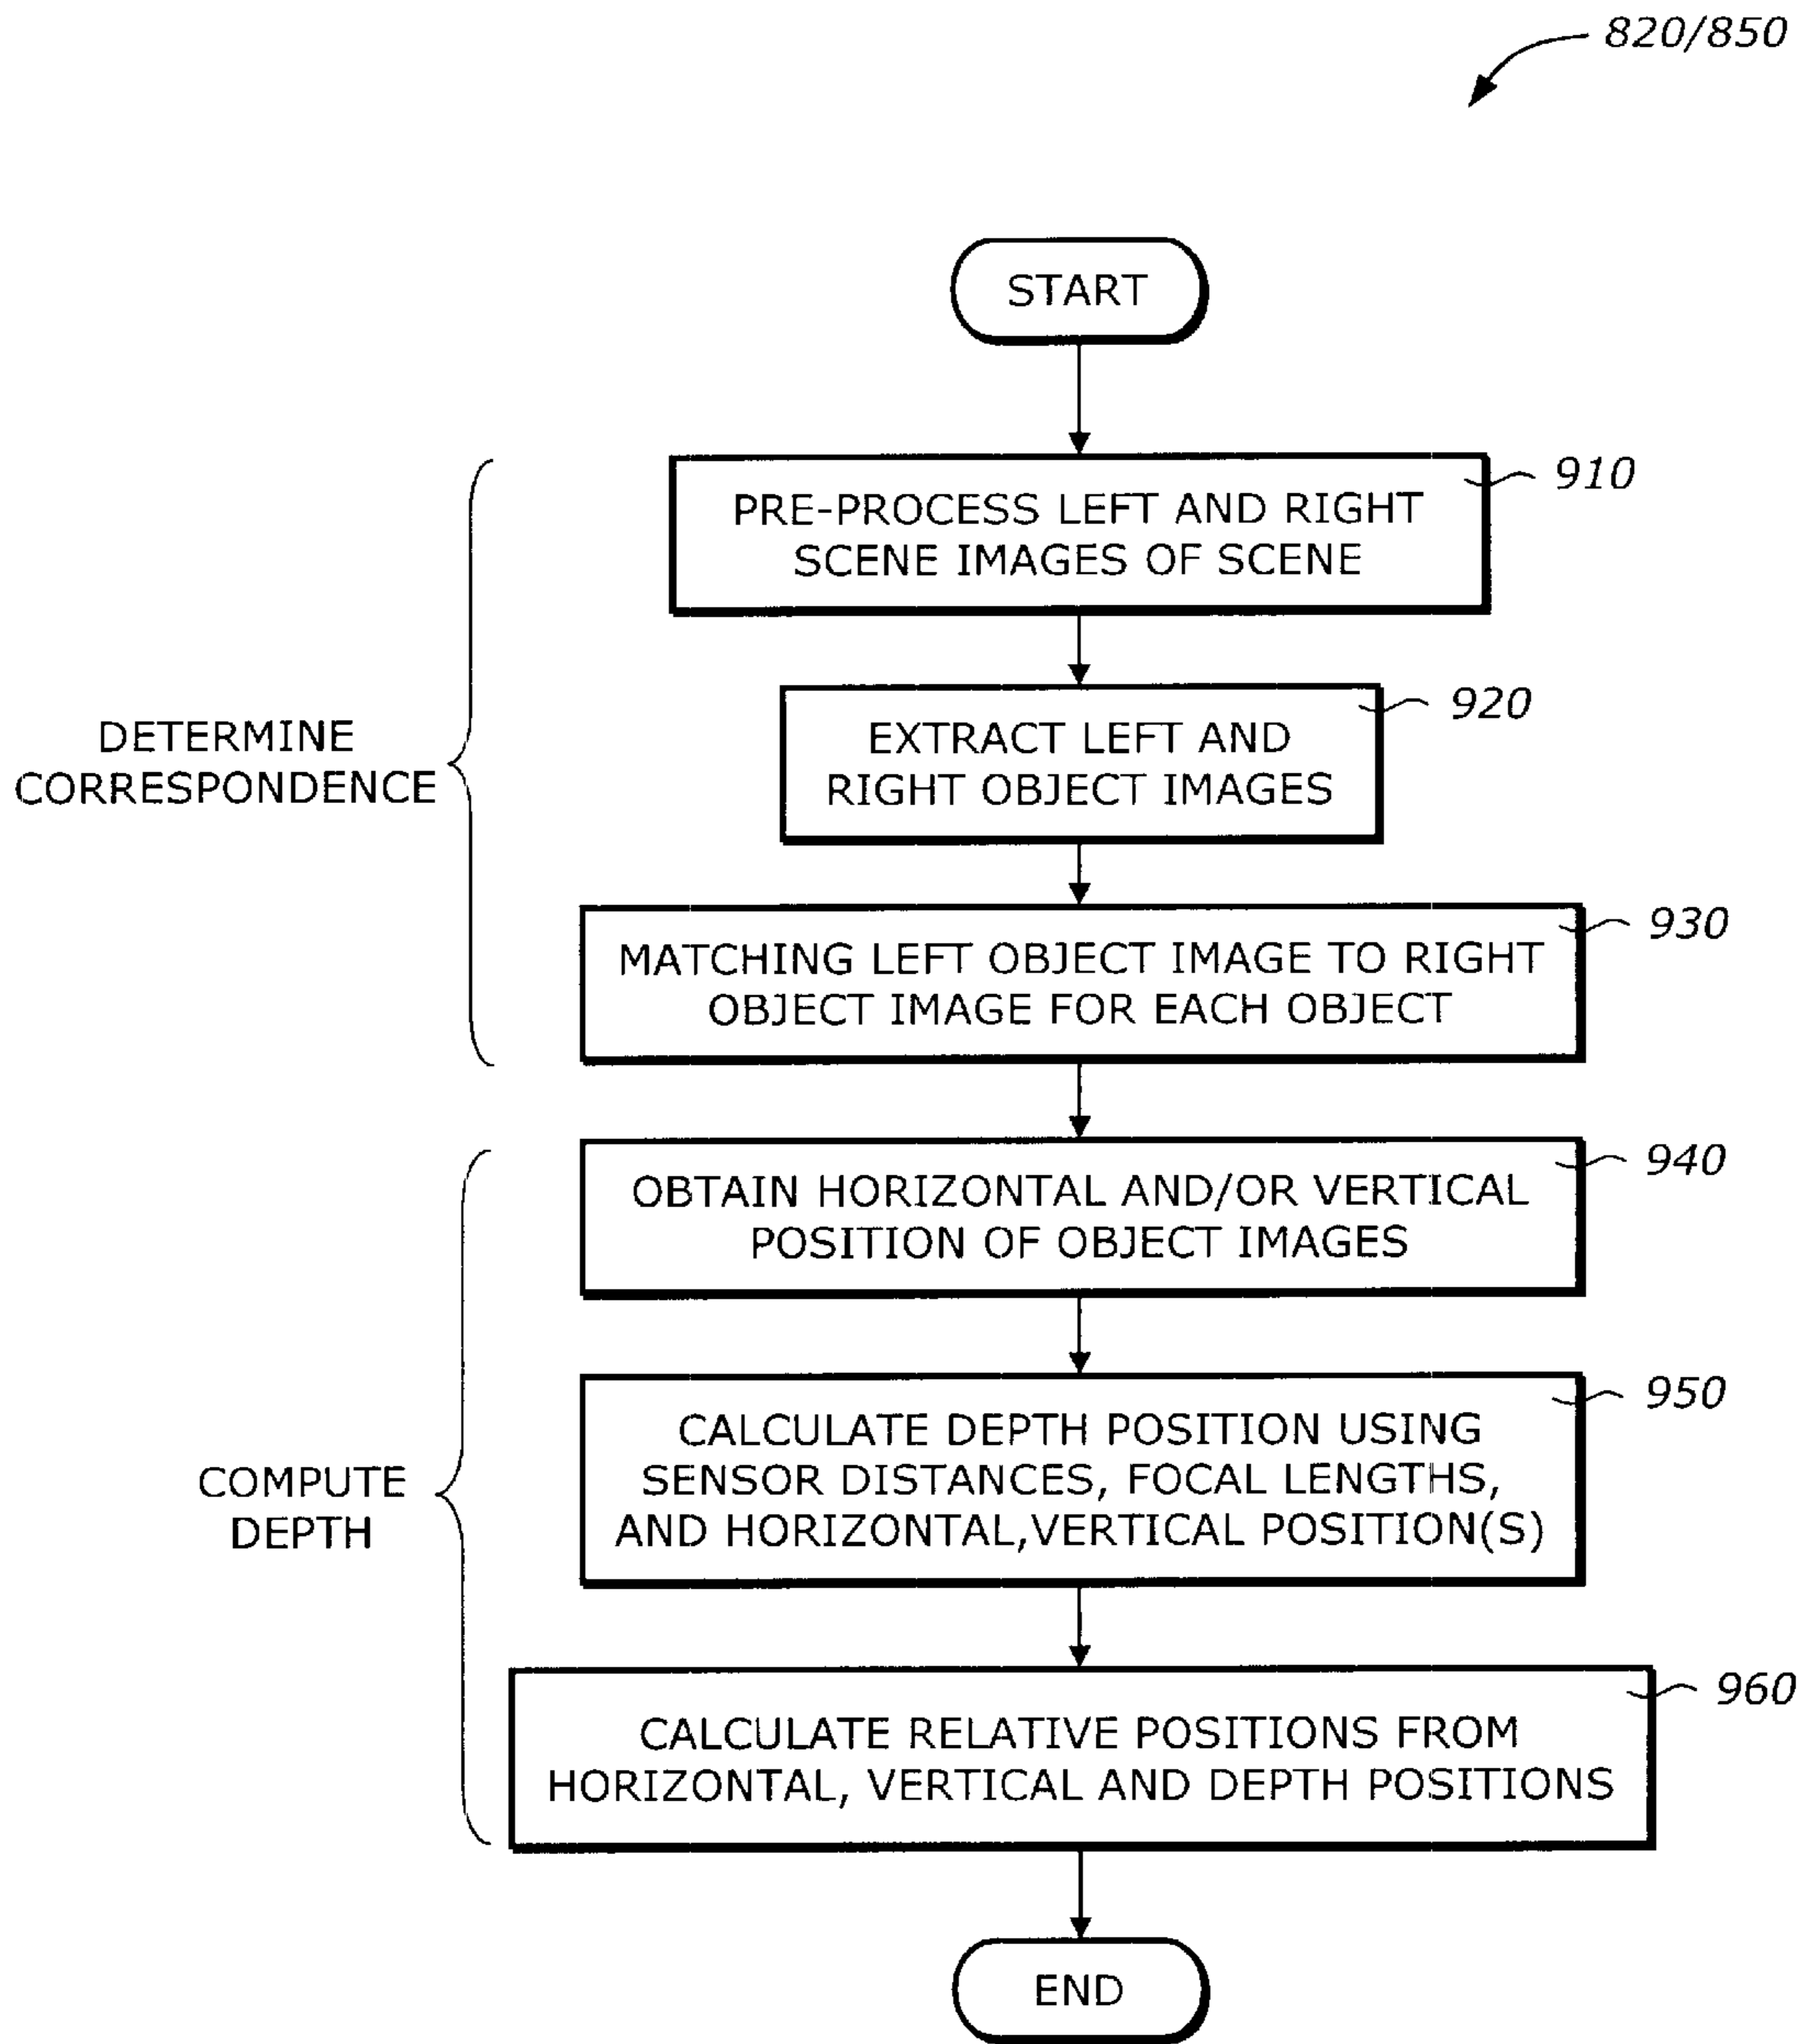 820/850
START
910
PRE-PROCESS LEFT AND RIGHT
SCENE IMAGES OF SCENE
920
EXTRACT LEFT AND
RIGHT OBJECT IMAGES
DETERMINE
CORRESPONDENCE
930
MATCHING LEFT OBJECT IMAGE TO RIGHT
OBJECT IMAGE FOR EACH OBJECT
940
OBTAIN HORIZONTAL AND/OR VERTICAL
POSITION OF OBJECT IMAGES
950
CALCULATE DEPTH POSITION USING
SENSOR DISTANCES, FOCAL LENGTHS,
AND HORIZONTAL,VERTICAL POSITION(S)
COMPUTE
DEPTH
960
CALCULATE RELATIVE POSITIONS FROM
HORIZONTAL, VERTICAL AND DEPTH POSITIONS
END